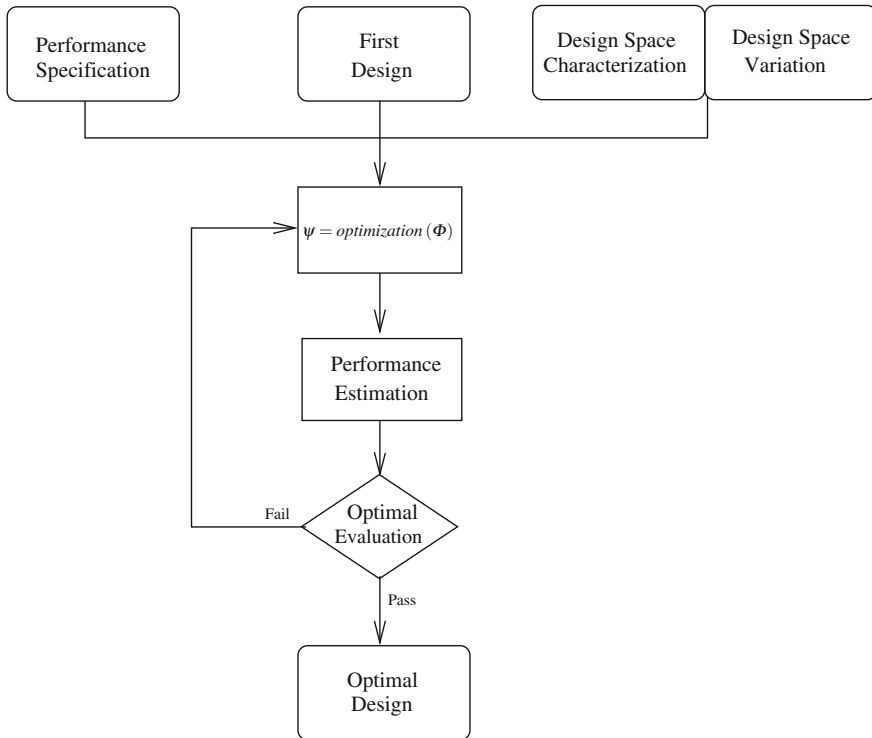 Performance
Specification
First
Design
Design Space
Characterization
Design Space
Variation
ψ = optimization (Φ)
Performance
Estimation
Optimal
Evaluation
Fail
Pass
Optimal
Design